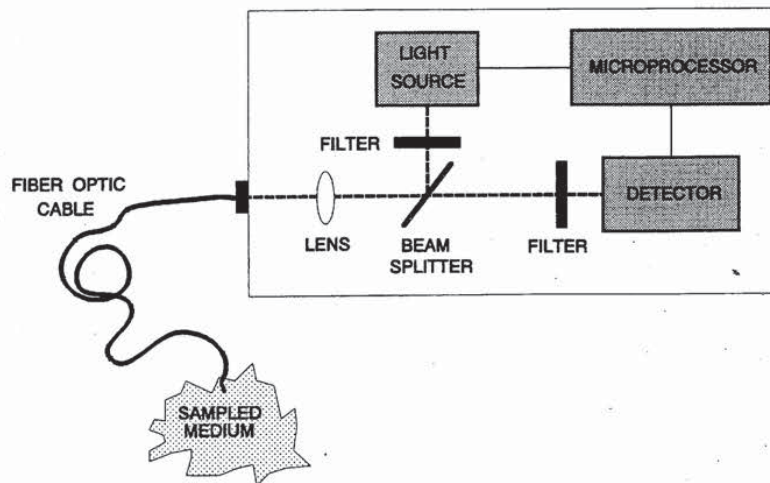 LIGHT
SOURCE
MICROPROCESSOR
FILTER
FIBER OPTIC
CABLE
DETECTOR
LENS
BEAM
SPLITTER
FILTER
SAMPLED
MEDIUM